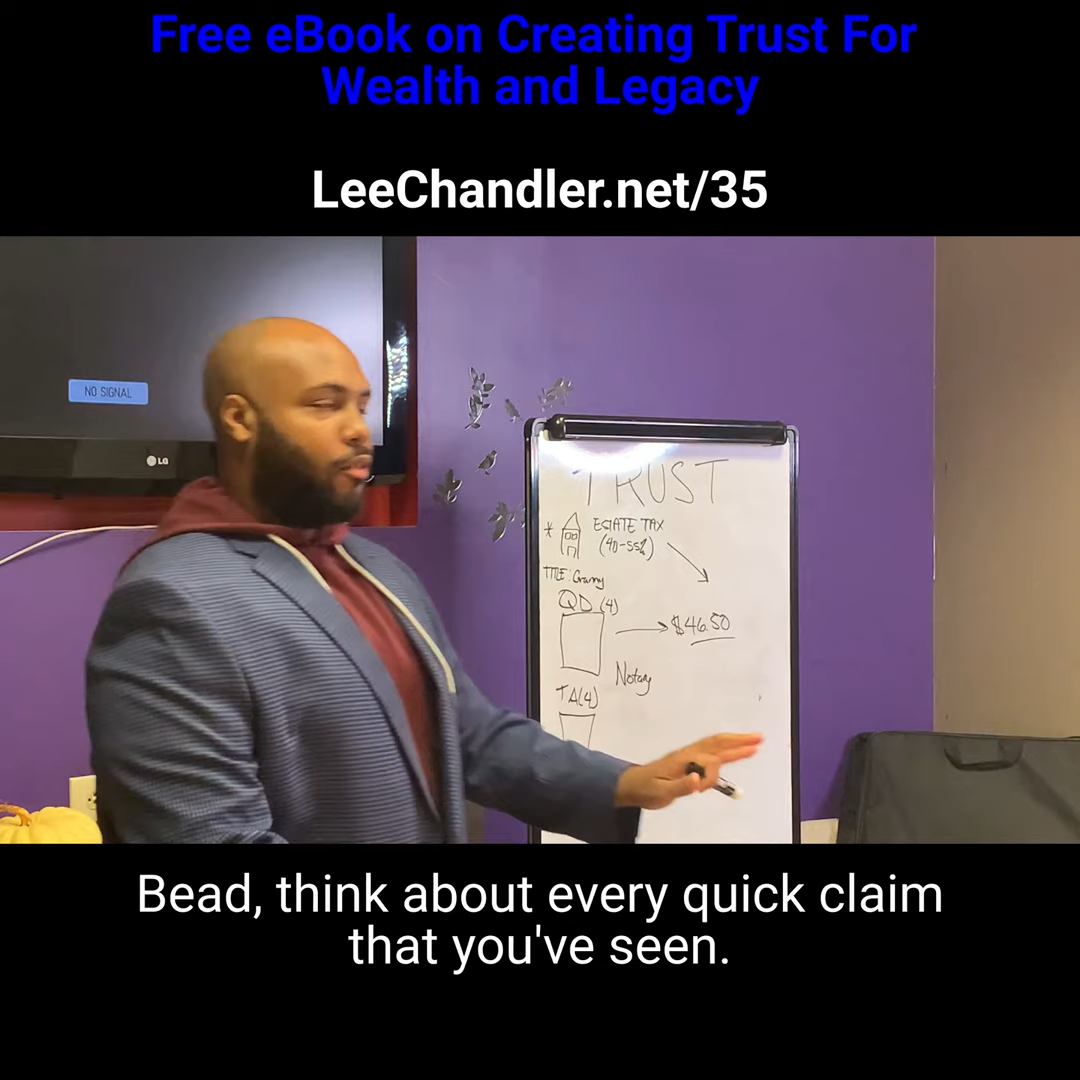 Free eBook on Creating Trust For
Wealth and Legacy
LeeChandler.net/35
NO SIGNAL
LG
TRUST
* ESTATE TAX
(40-55%)
TITLE: Granny
QD (4)
$46.50
Notary
TA(4)
Bead, think about every quick claim
that you've seen.